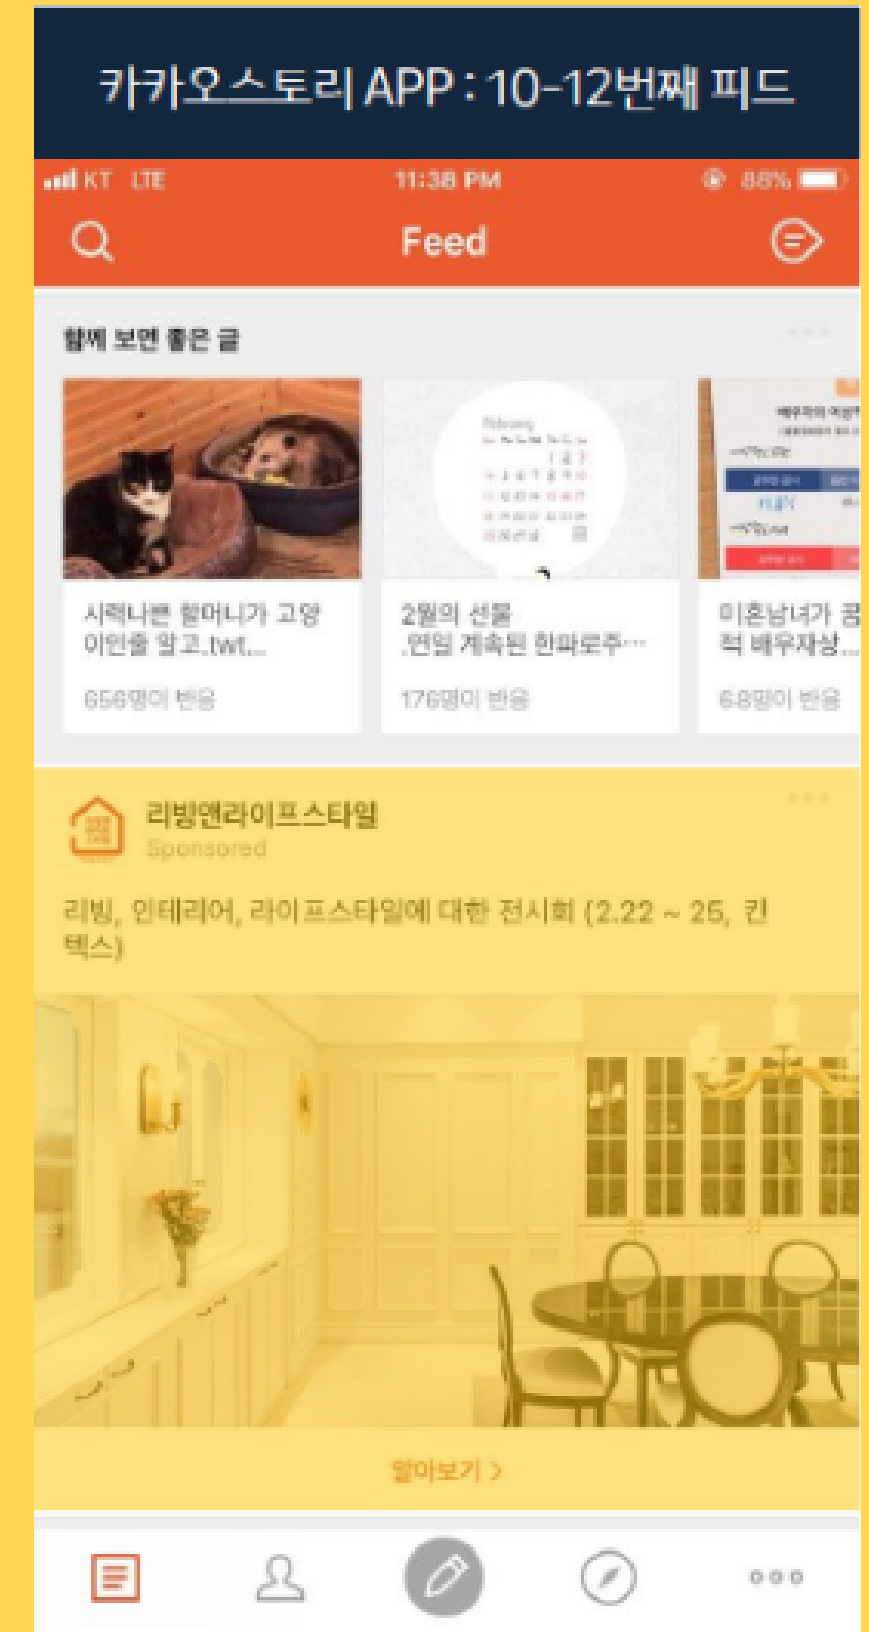 카카오스토리 APP : 10-12번째 피드
KT LTE
11:38 PM
88%
Feed
함께 보면 좋은 글
February
시력나쁜 할머니가 고양
이인줄 알고.twt...
656명이 반응
2월의 선물
.연일 계속된 한파로주…
176명이 반응
배우자의
미혼남녀가 꿈
적 배우자상...
68명이 반응
리빙앤라이프스타일
Sponsored
리빙, 인테리어, 라이프스타일에 대한 전시회 (2.22 ~ 25, 킨
텍스)
알아보기 >